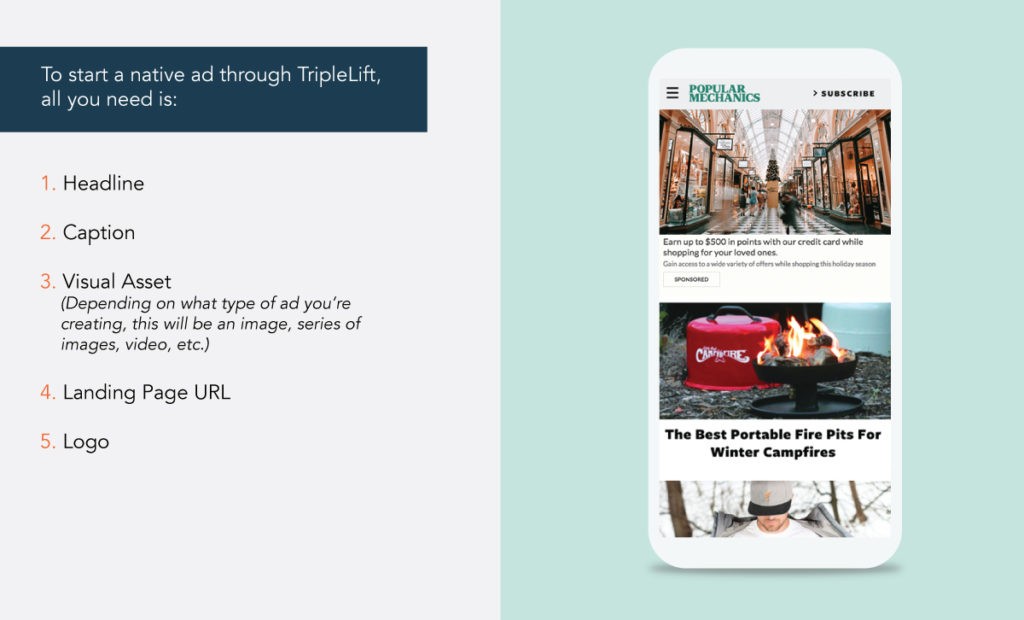 To start a native ad through TripleLift,
all you need is:
1. Headline
2. Caption
3. Visual Asset
(Depending on what type of ad you’re
creating, this will be an image, series of
images, video, etc.)
4. Landing Page URL
5. Logo
POPULAR
MECHANICS
> SUBSCRIBE
Earn up to $500 in points with our credit card while
shopping for your loved ones.
Gain access to a wide variety of offers while shopping this holiday season
SPONSORED
CAMPFIRE
The Best Portable Fire Pits For
Winter Campfires